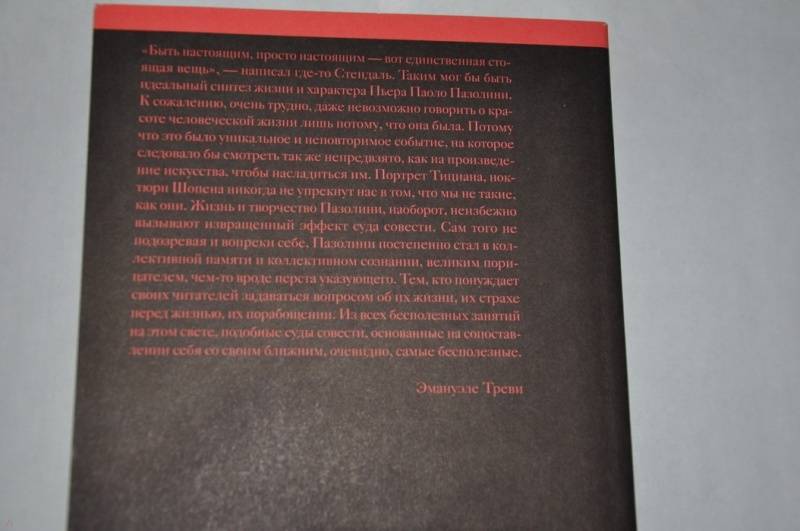 «Быть настоящим, просто настоящим — вот единственная сто-
ящая вещь», — написал где-то Стендаль. Таким мог бы быть
идеальный синтез жизни и характера Пьера Паоло Пазолини.
К сожалению, очень трудно, даже невозможно говорить о кра-
соте человеческой жизни лишь потому, что она была. Потому
что это было уникальное и неповторимое событие, на которое
следовало бы смотреть так же непредвзято, как на произведе-
ние искусства, чтобы насладиться им. Портрет Тициана, нок-
тюрн Шопена никогда не упрекнут нас в том, что мы не такие,
как они. Жизнь и творчество Пазолини, наоборот, неизбежно
вызывают извращенный эффект суда совести. Сам того не
подозревая и вопреки себе, Пазолини постепенно стал в кол-
лективной памяти и коллективном сознании, великим пори-
цателем, чем-то вроде перста указующего. Тем, кто понуждает
своих читателей задаваться вопросом об их жизни, их страхе
перед жизнью, их порабощении. Из всех бесполезных занятий
на этом свете, подобные суды совести, основанные на сопостав-
лении себя со своим ближним, очевидно, самые бесполезные.
Эмануэле Треви